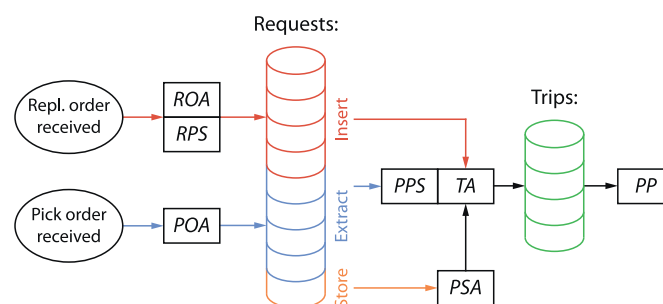 Requests:
Repl. order
received
ROA
RPS
Insert
Trips:
PPS
TA
PP
Pick order
received
POA
Extract
Store
PSA